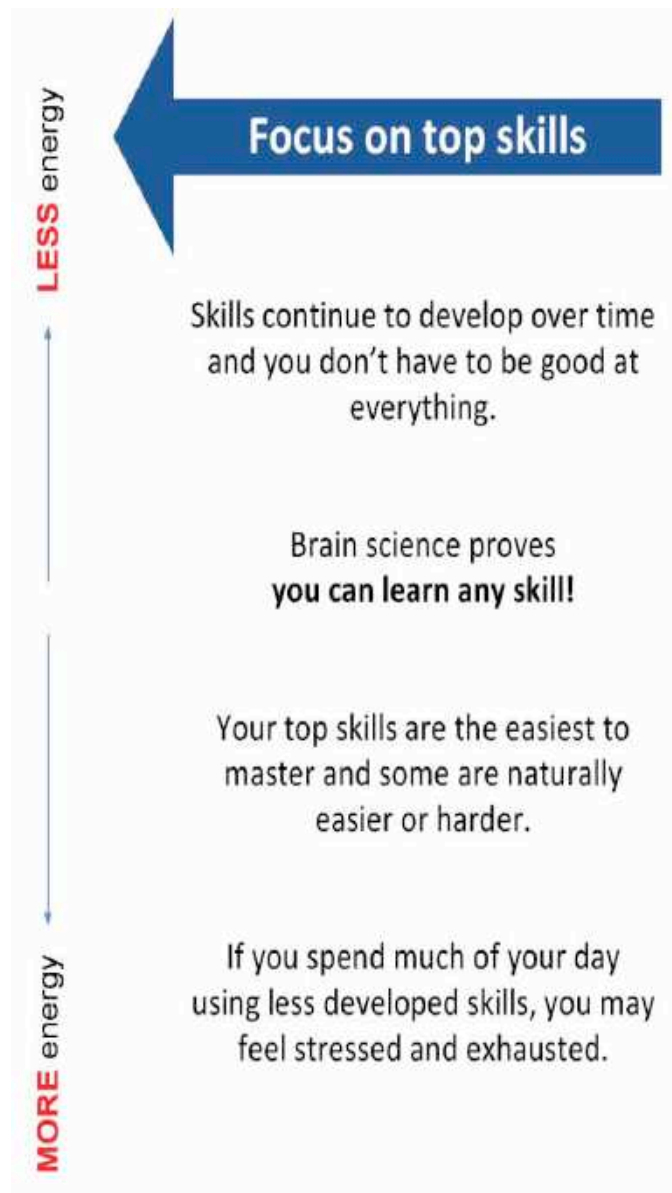 LESS energy
Focus on top skills
Skills continue to develop over time
and you don't have to be good at
everything.
Brain science proves
you can learn any skill!
Your top skills are the easiest to
master and some are naturally
easier or harder.
If you spend much of your day
using less developed skills, you may
feel stressed and exhausted.
MORE energy